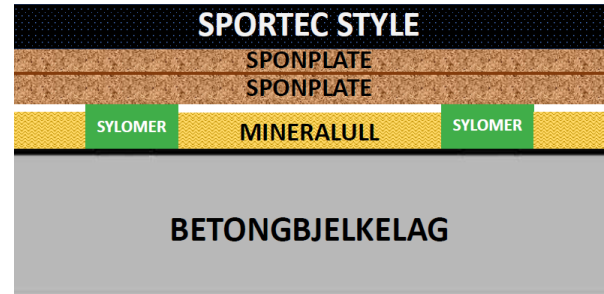 SPORTEC STYLE
SPONPLATE
SPONPLATE
SYLOMER
MINERALULL
SYLOMER
BETONGBJELKELAG